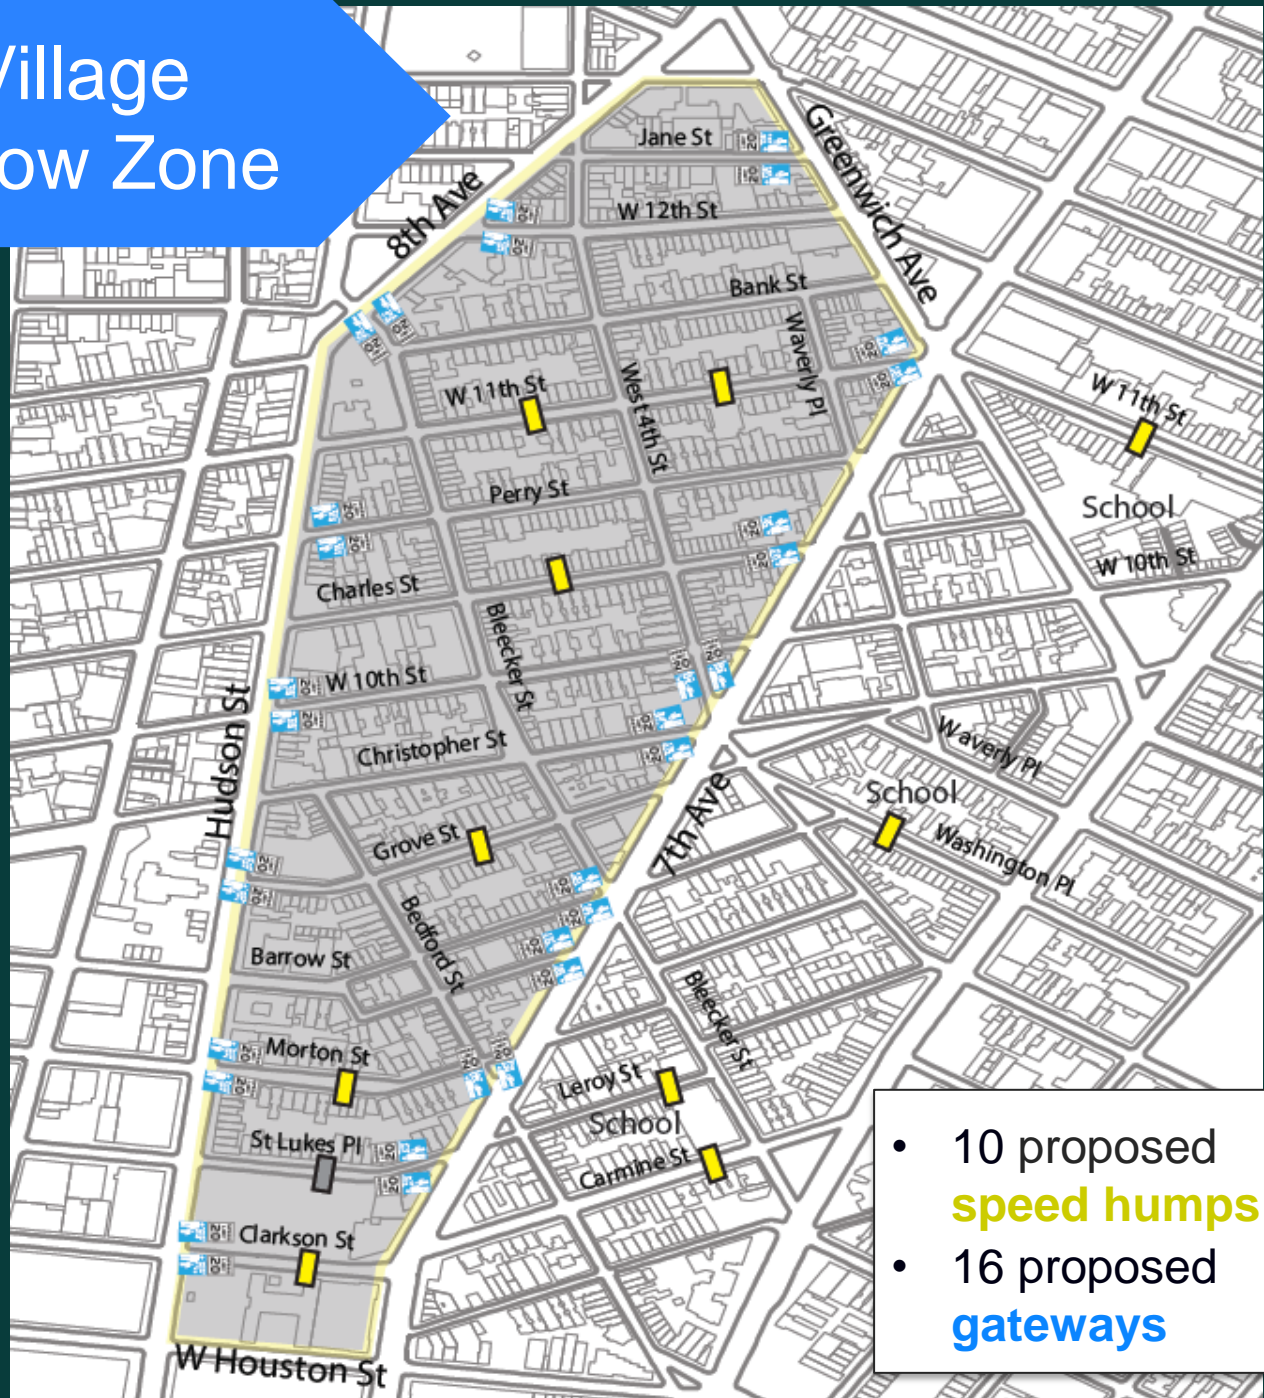 Village
ow Zone
Jane St
Greenwich Ave
W 12th St
8th Ave
Bank St
Waverly Pl
W 11th St
West 4th St
W 11th St
Perry St
School
W 10th St
Charles St
Bleecker St
W 10th St
Hudson St
Christopher St
Waverly Pl
School
7th Ave
Grove St
Washington Pl
Bedford St
Barrow St
Bleecker St
Morton St
Leroy St
School
St Lukes Pl
Carmine St
Clarkson St
W Houston St
• 10 proposed
speed humps
• 16 proposed
gateways